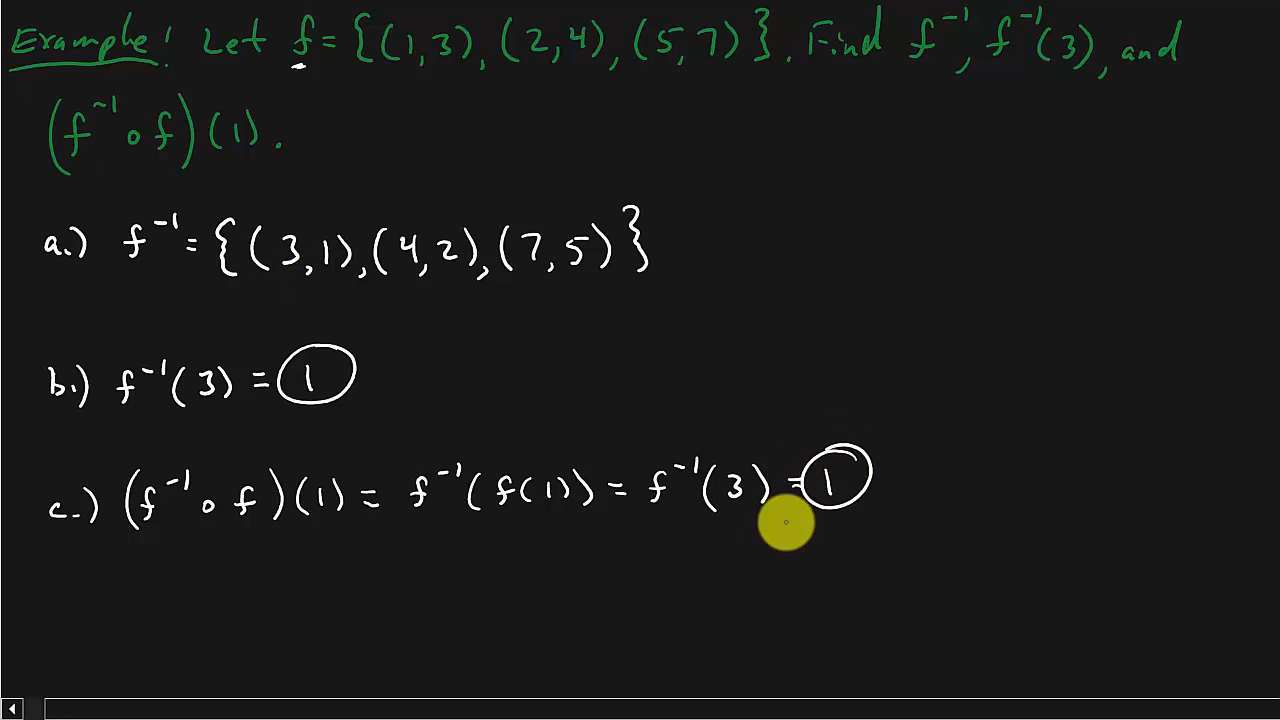 Example! Let f = {(1,3), (2,4), (5,7)}. Find f⁻¹, f⁻¹(3), and
(f⁻¹ ∘ f)(1).
a.) f⁻¹ = {(3,1), (4,2), (7,5)}
b.) f⁻¹(3) = 1
c.) (f⁻¹ ∘ f)(1) = f⁻¹(f(1)) = f⁻¹(3) = 1